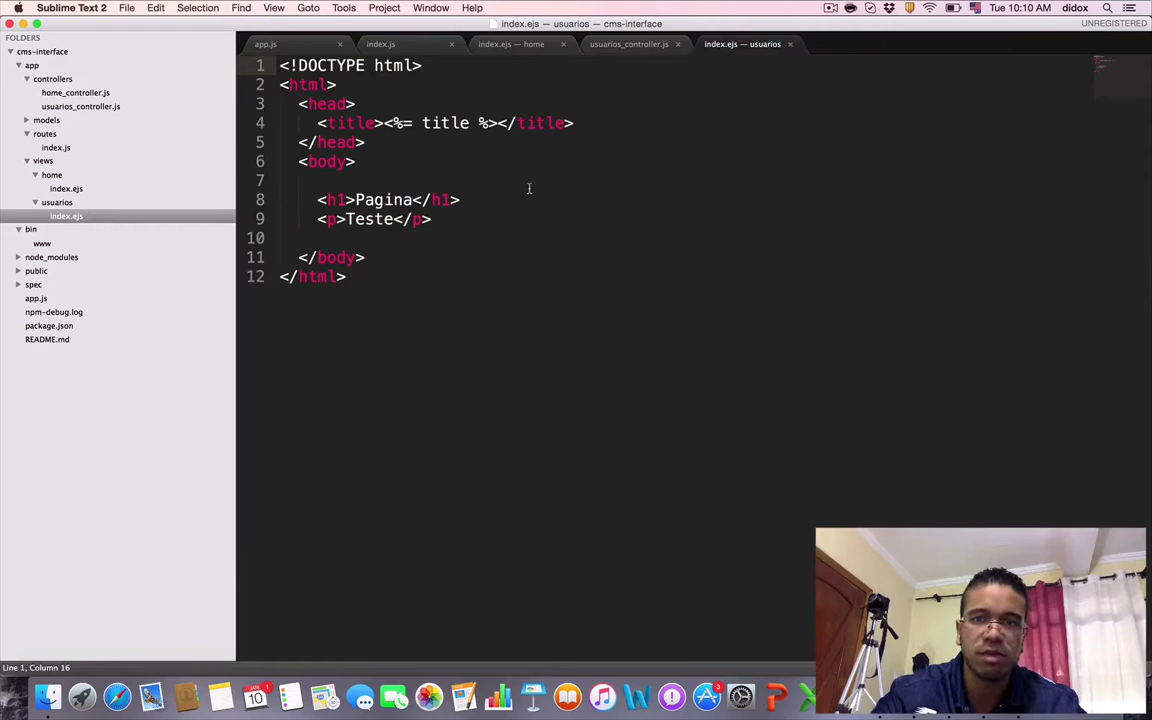 Sublime Text 2 File Edit Selection Find View Goto Tools Project Window Help Tue 10:10 AM didox
index.ejs — usuarios — cms-interface UNREGISTERED
FOLDERS
cms-interface
app
controllers
home_controller.js
usuarios_controller.js
models
routes
index.js
views
home
index.ejs
usuarios
index.ejs
bin
www
node_modules
public
spec
app.js
npm-debug.log
package.json
README.md
app.js index.js index.ejs — home usuarios_controller.js index.ejs — usuarios
1 <!DOCTYPE html>
2 <html>
3 <head>
4 <title><%= title %></title>
5 </head>
6 <body>
7
8 <h1>Pagina</h1>
9 <p>Teste</p>
10
11 </body>
12 </html>
Line 1, Column 16
JAN
10
1
3